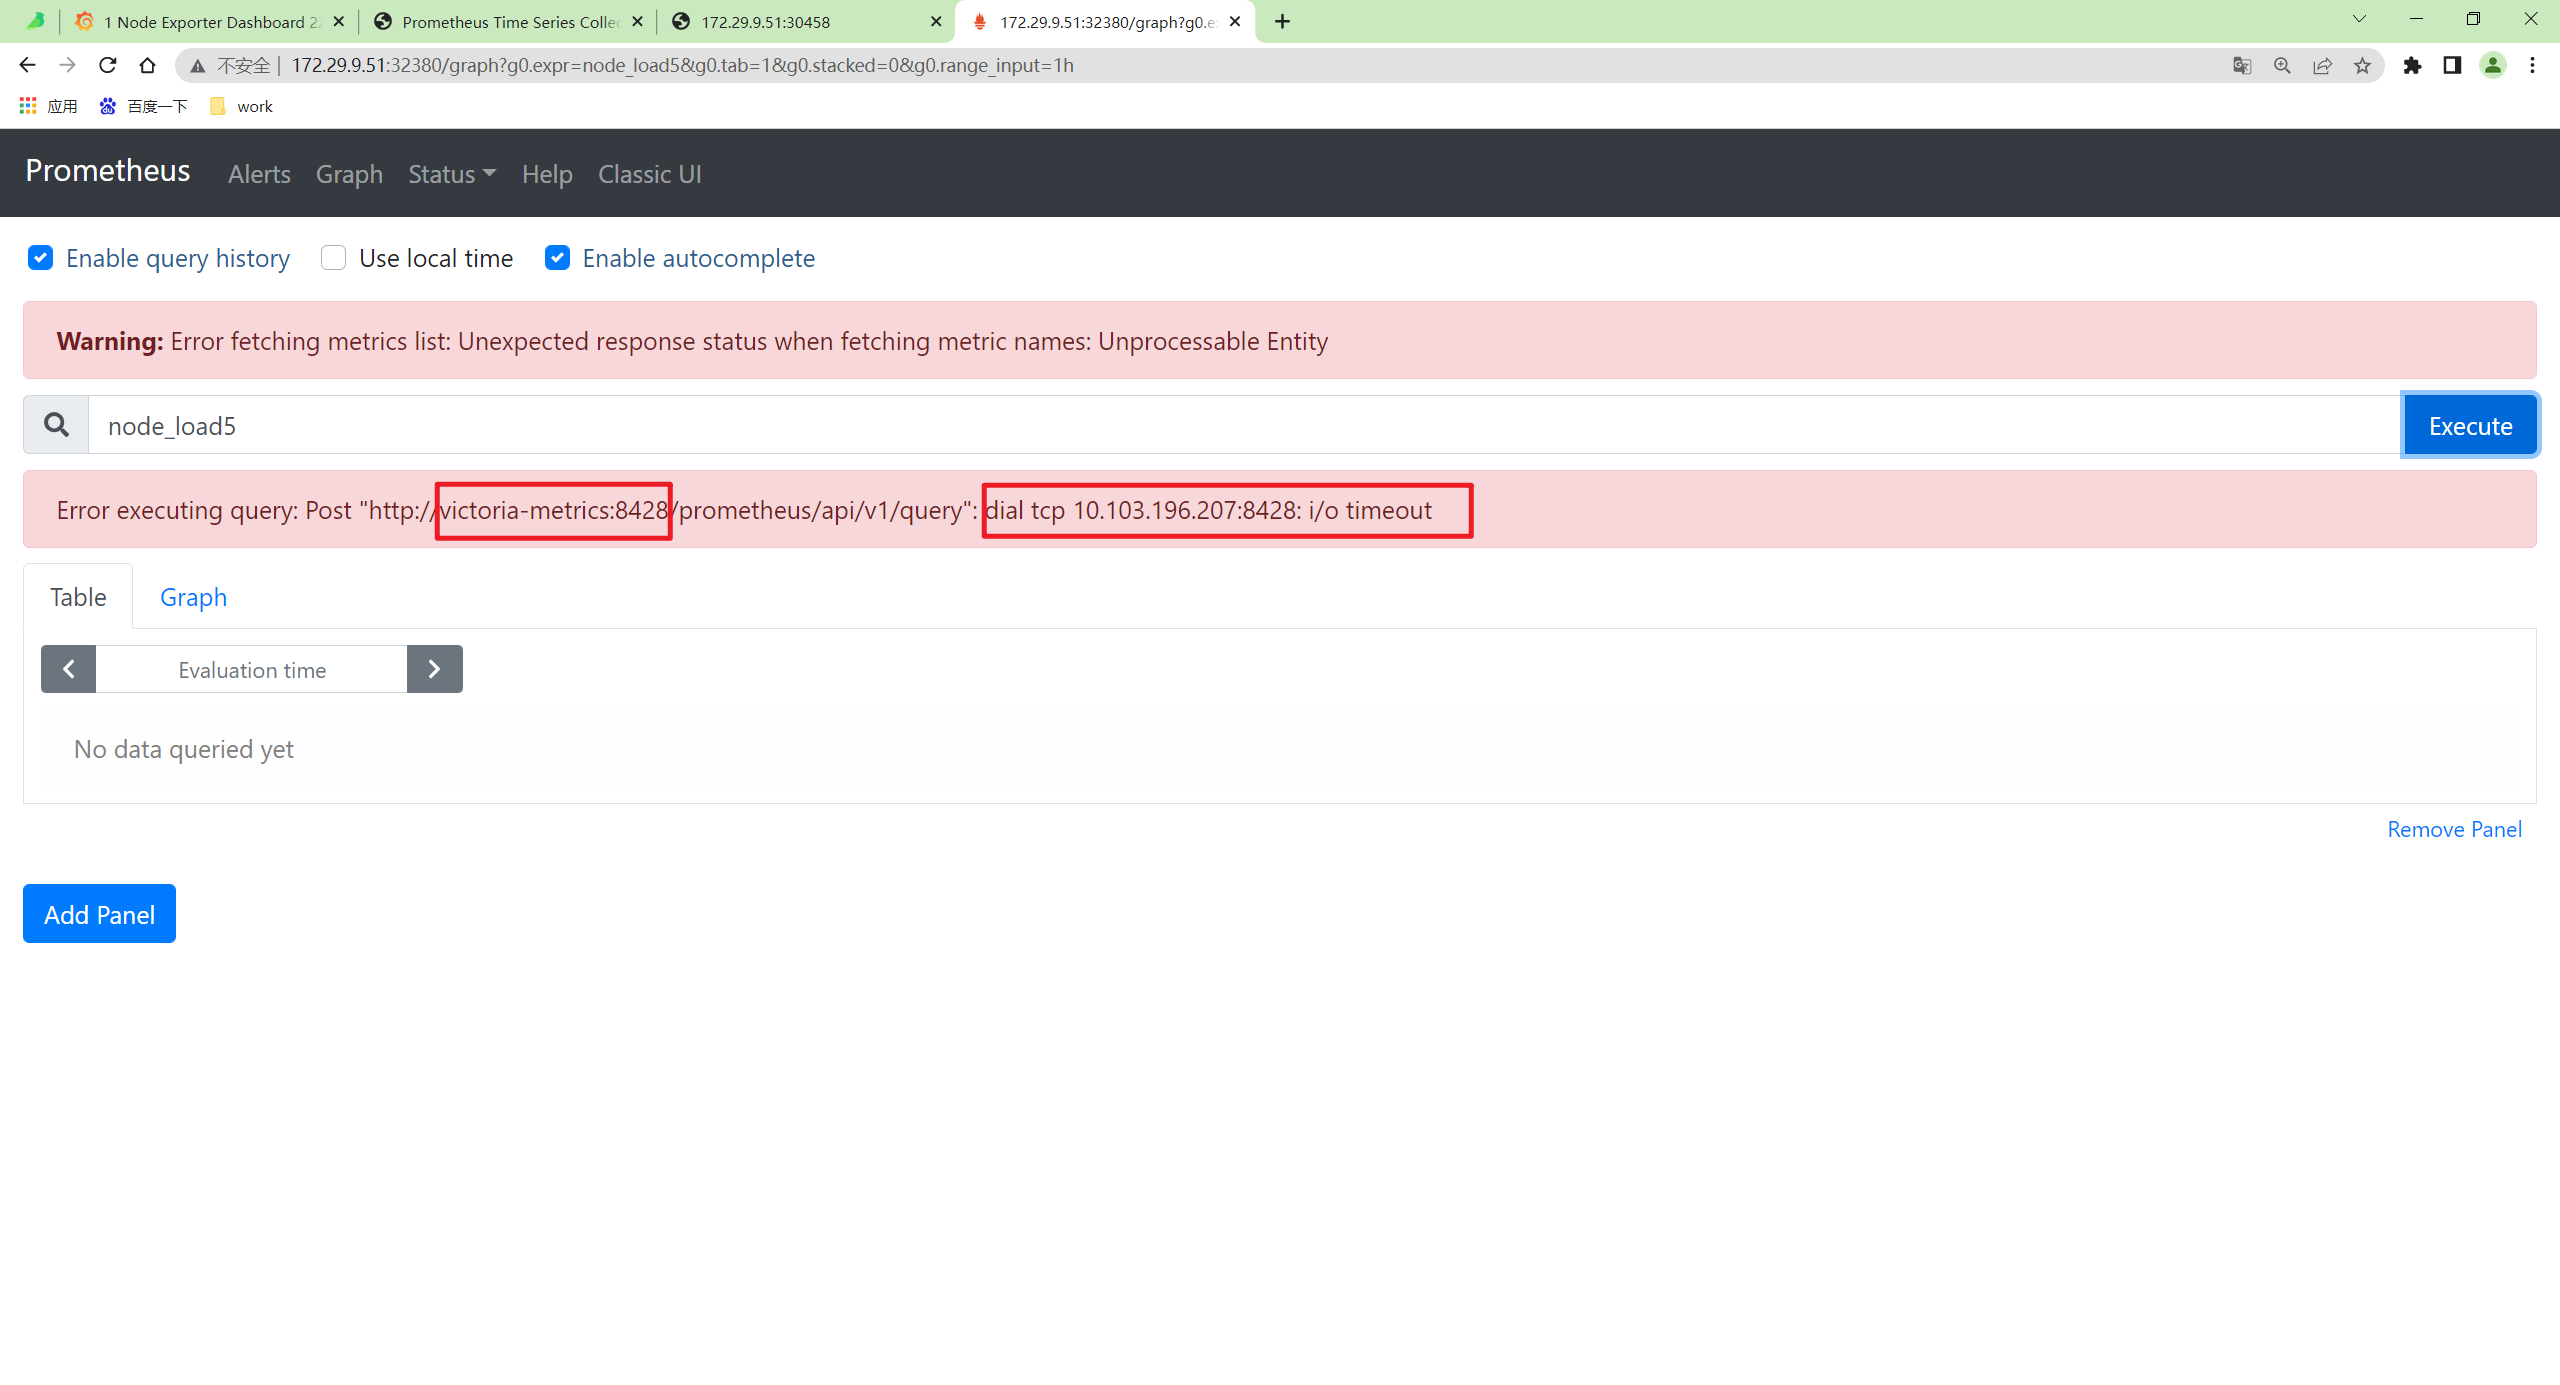 1 Node Exporter Dashboard 22
Prometheus Time Series Collec
172.29.9.51:30458
172.29.9.51:32380/graph?g0.e
不安全 | 172.29.9.51:32380/graph?g0.expr=node_load5&g0.tab=1&g0.stacked=0&g0.range_input=1h
应用 百度一下 work
Prometheus Alerts Graph Status Help Classic UI
Enable query history Use local time Enable autocomplete
Warning: Error fetching metrics list: Unexpected response status when fetching metric names: Unprocessable Entity
node_load5 Execute
Error executing query: Post "http://victoria-metrics:8428/prometheus/api/v1/query": dial tcp 10.103.196.207:8428: i/o timeout
Table Graph
Evaluation time
No data queried yet
Remove Panel
Add Panel